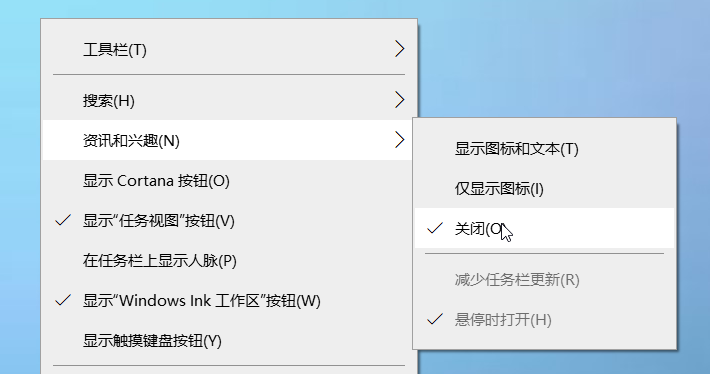 工具栏(T)
搜索(H)
资讯和兴趣(N)
显示 Cortana 按钮(O)
显示“任务视图”按钮(V)
在任务栏上显示人脉(P)
显示“Windows Ink 工作区”按钮(W)
显示触摸键盘按钮(Y)
显示图标和文本(T)
仅显示图标(I)
关闭(O)
减少任务栏更新(R)
悬停时打开(H)